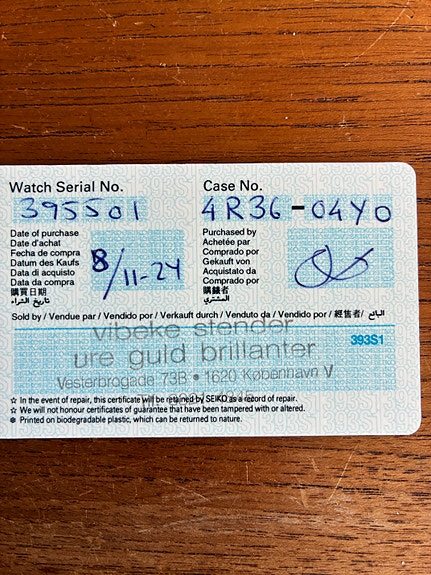 Watch Serial No.
395501
Case No.
4R36-04Y0
Date of purchase
Date d'achat
Fecha de compra
Datum des Kaufs
Data di aquisto
Data da compra
購買日期
تاريخ الشراء
8/11-24
Purchased by
Achetée par
Comprado por
Gekauft von
Acquistato da
Comprado por
購錶者
المشتري
Sold by / Vendue par / Vendido por / Verkauft durch / Venduto da / Vendido por / 經售者 / البائع
393S1
vibeke stender
ure guld brillanter
Vesterbrogade 73B • 1620 København V
☆ In the event of repair, this certificate will be retained by SEIKO as a record of repair.
☆ We will not honour certificates of guarantee that have been tampered with or altered.
Printed on biodegradable plastic, which can be returned to nature.